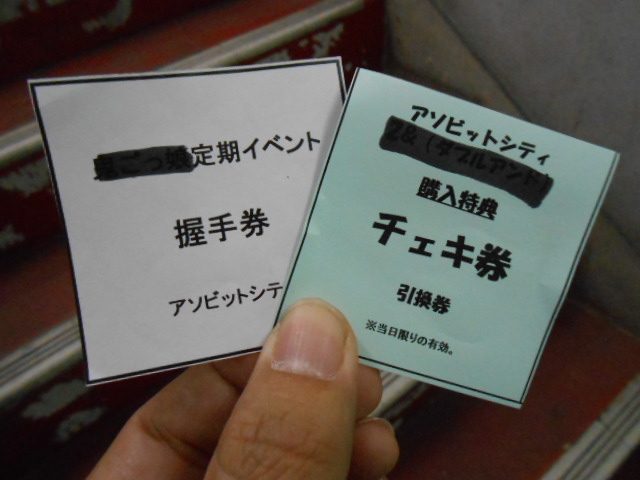 定期イベント
握手券
アソビットシテ
アソビットシティ
2&(ダブルアンド)
購入特典
チェキ券
引換券
※当日限りの有効。